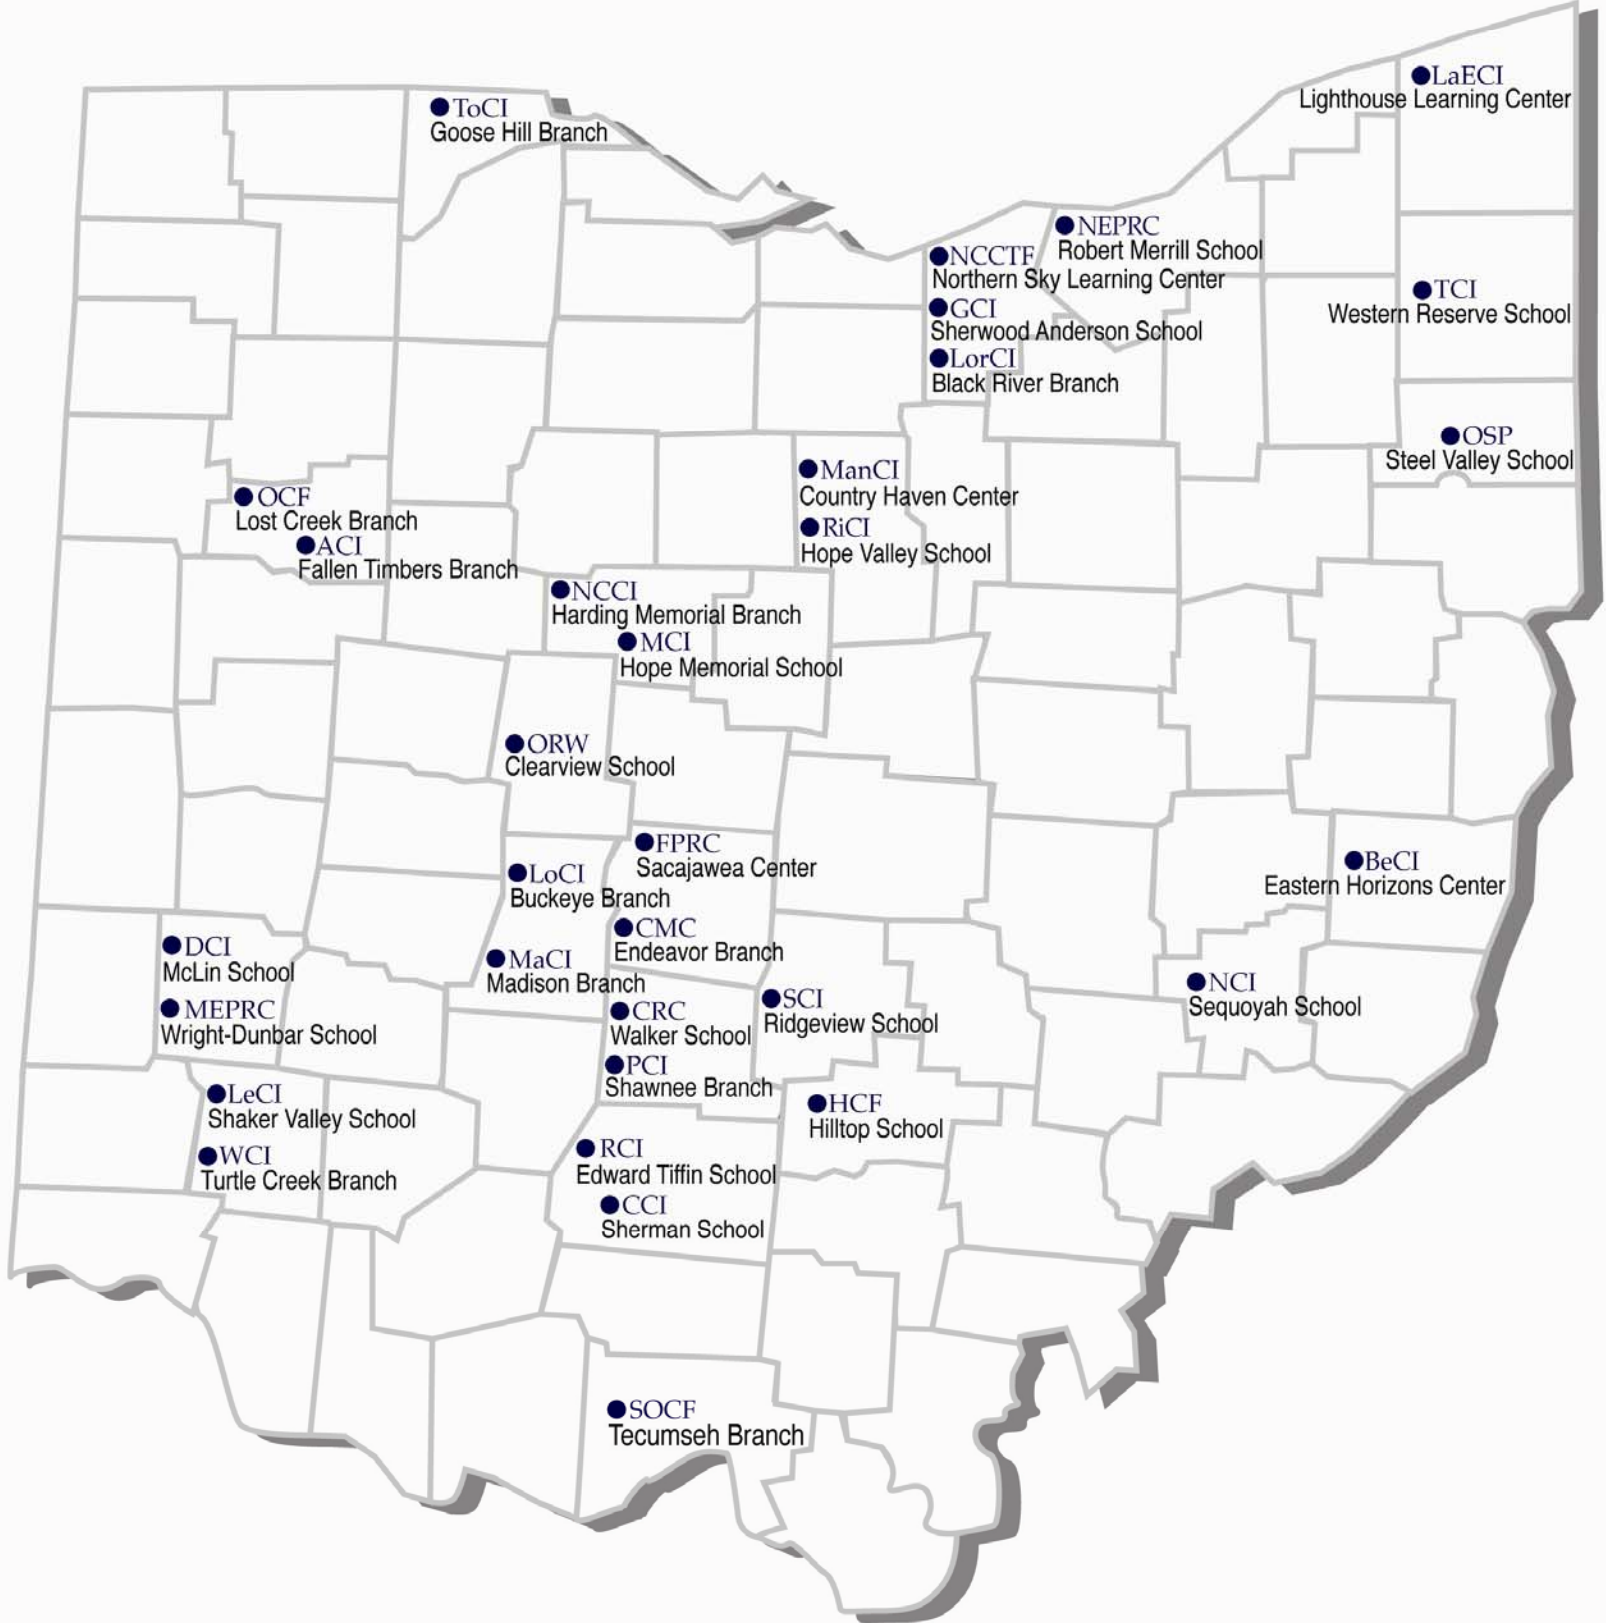 LaECI
Lighthouse Learning Center
ToCI
Goose Hill Branch
NEPRC
Robert Merrill School
NCCTF
Northern Sky Learning Center
GCI
Sherwood Anderson School
LorCI
Black River Branch
TCI
Western Reserve School
OSP
Steel Valley School
ManCI
Country Haven Center
RiCI
Hope Valley School
OCF
Lost Creek Branch
ACI
Fallen Timbers Branch
NCCI
Harding Memorial Branch
MCI
Hope Memorial School
ORW
Clearview School
FPRC
Sacajawea Center
LoCI
Buckeye Branch
BeCI
Eastern Horizons Center
CMC
Endeavor Branch
DCI
McLin School
MaCI
Madison Branch
MEPRC
Wright-Dunbar School
CRC
Walker School
SCI
Ridgeview School
NCI
Sequoyah School
PCI
Shawnee Branch
LeCI
Shaker Valley School
HCF
Hilltop School
WCI
Turtle Creek Branch
RCI
Edward Tiffin School
CCI
Sherman School
SOCF
Tecumseh Branch